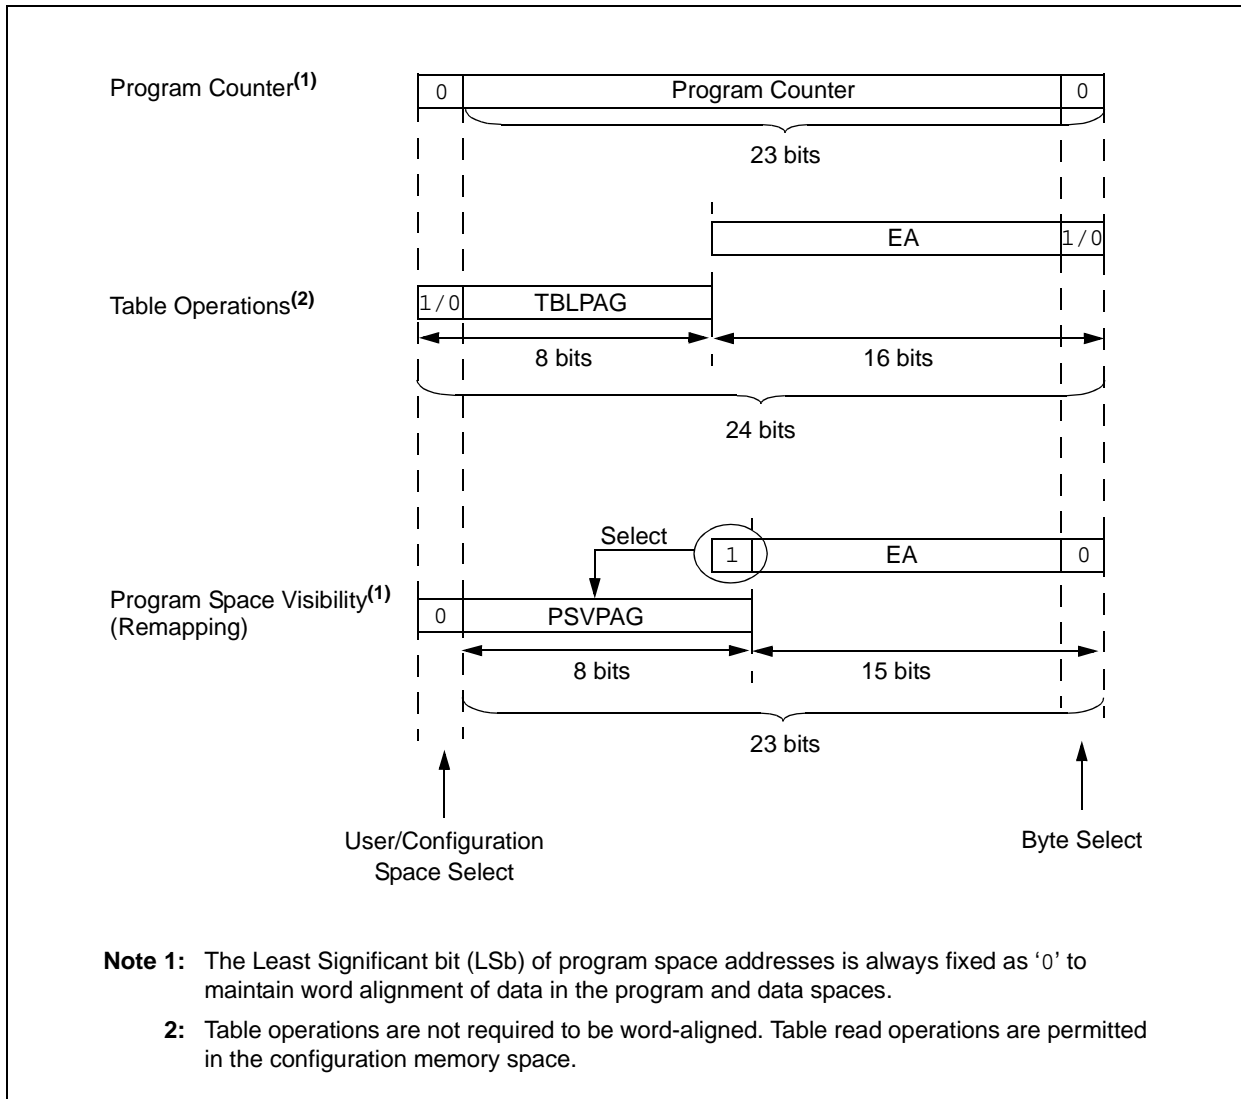 Program Counter(1)
0 Program Counter 0
23 bits
EA 1/0
Table Operations(2)
1/0 TBLPAG
8 bits 16 bits
24 bits
Select
1 EA 0
Program Space Visibility(1)
(Remapping)
0 PSVPAG
8 bits 15 bits
23 bits
User/Configuration
Space Select
Byte Select
Note 1: The Least Significant bit (LSb) of program space addresses is always fixed as ‘0’ to
maintain word alignment of data in the program and data spaces.
2: Table operations are not required to be word-aligned. Table read operations are permitted
in the configuration memory space.